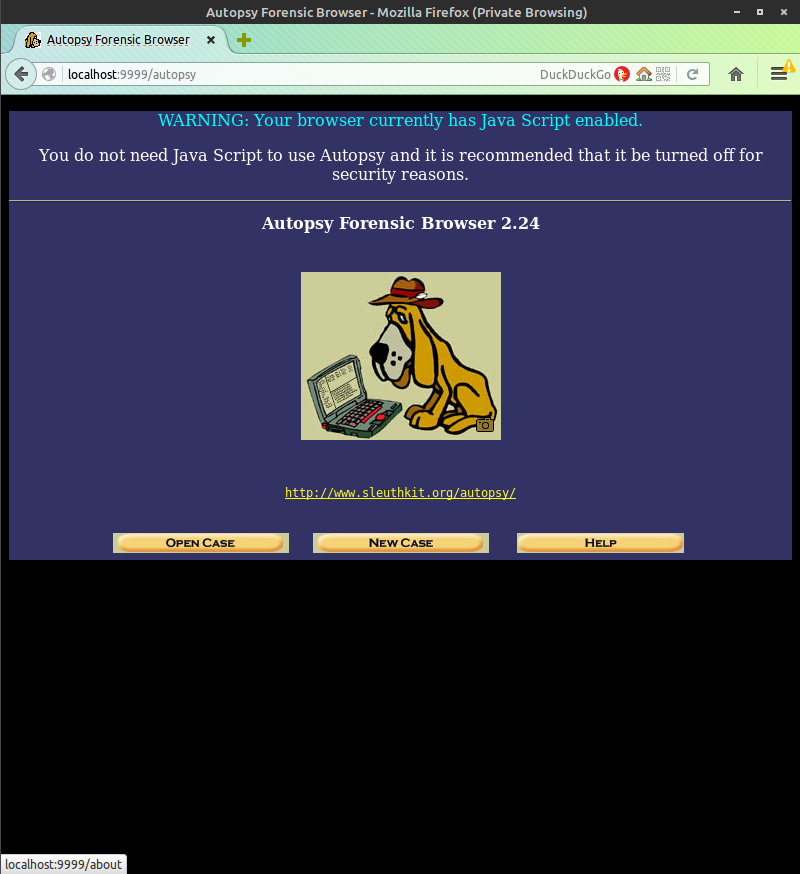 Autopsy Forensic Browser - Mozilla Firefox (Private Browsing)
Autopsy Forensic Browser
localhost:9999/autopsy
DuckDuckGo
WARNING: Your browser currently has Java Script enabled.
You do not need Java Script to use Autopsy and it is recommended that it be turned off for
security reasons.
Autopsy Forensic Browser 2.24
http://www.sleuthkit.org/autopsy/
OPEN CASE
NEW CASE
HELP
localhost:9999/about